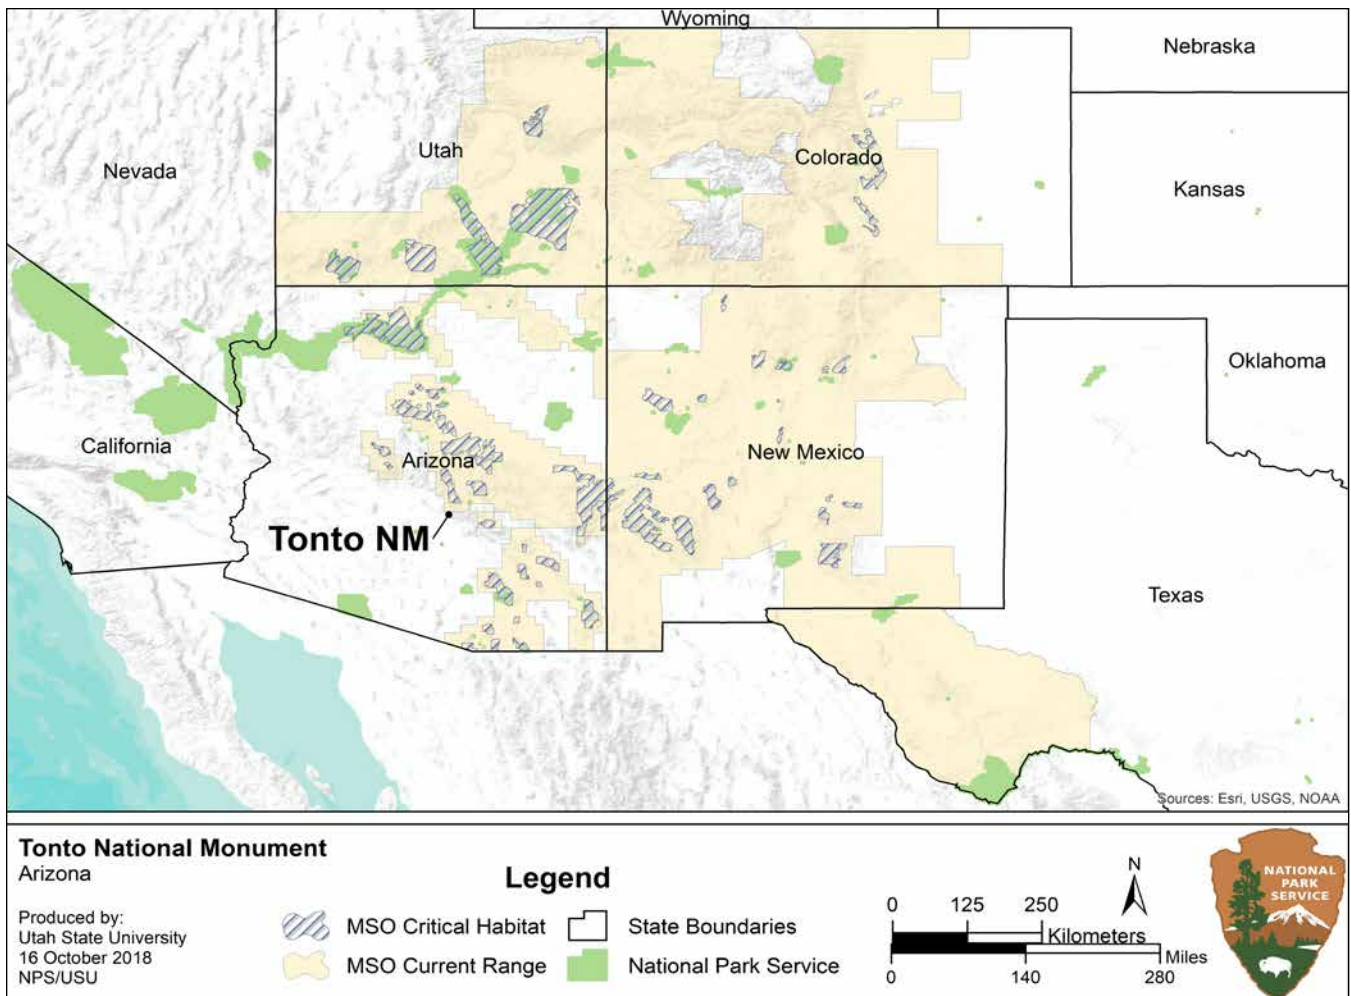 Wyoming
Nebraska
Utah
Colorado
Nevada
Kansas
Oklahoma
California
Arizona
New Mexico
Tonto NM
Texas
Sources: Esri, USGS, NOAA
Tonto National Monument
Arizona
Produced by:
Utah State University
16 October 2018
NPS/USU
Legend
MSO Critical Habitat
State Boundaries
MSO Current Range
National Park Service
N
0 125 250
Kilometers
Miles
0 140 280
NATIONAL
PARK
SERVICE